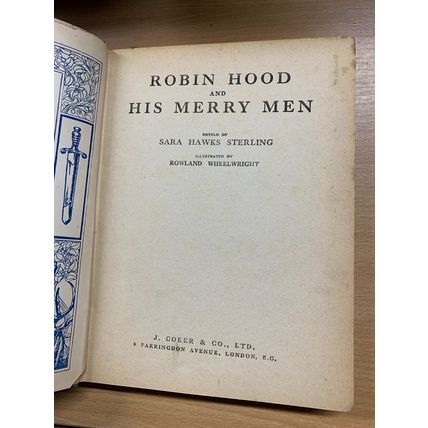 ROBIN HOOD
AND
HIS MERRY MEN
RETOLD BY
SARA HAWKS STERLING
ILLUSTRATED BY
ROWLAND WHEELWRIGHT
J. COKER & CO., LTD.
4 FARRINGDON AVENUE, LONDON, E.C.